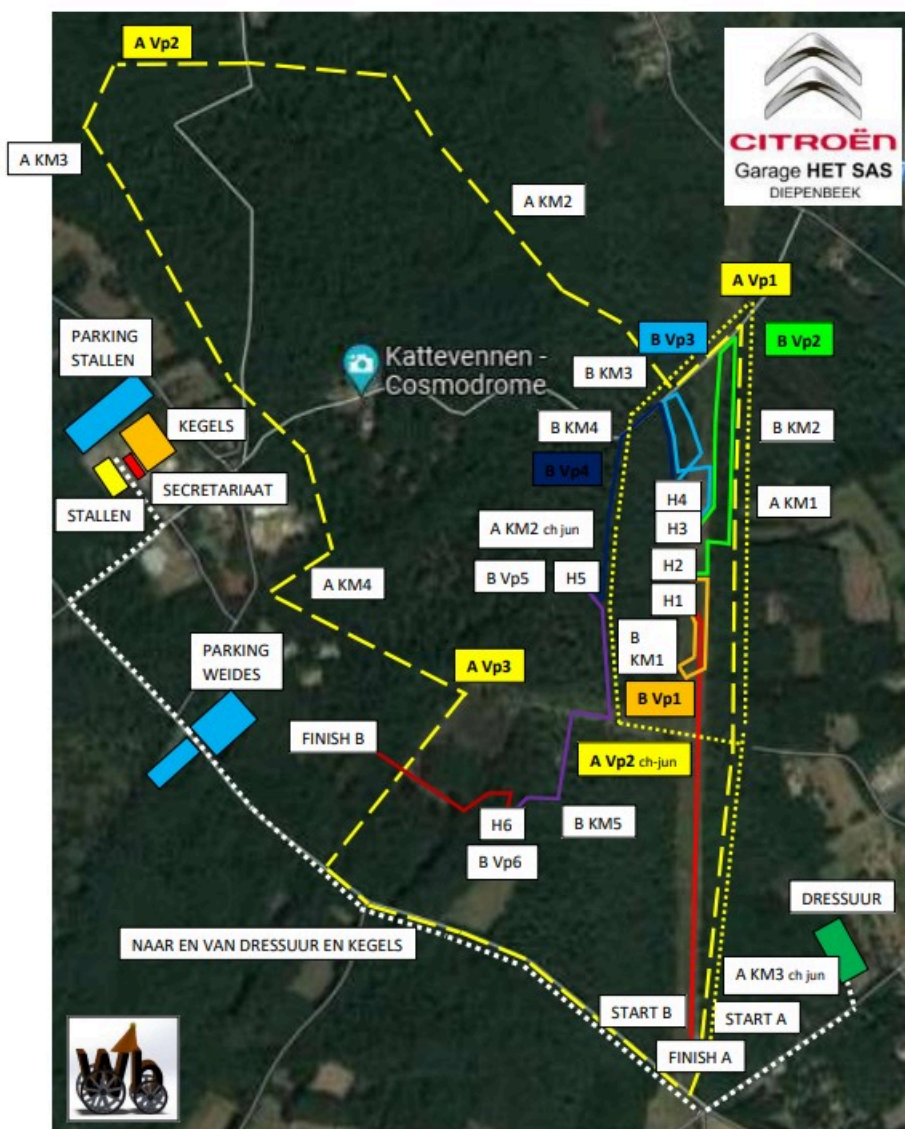 A Vp2
CITROËN
Garage HET SAS
DIEPENBEEK
A KM3
A KM2
A Vp1
B Vp3
B Vp2
PARKING
STALLEN
Kattevennen -
Cosmodrome
B KM3
KEGELS
B KM4
B KM2
B Vp4
SECRETARIAAT
H4
A KM1
STALLEN
H3
A KM2 ch jun
H2
B Vp5
H5
A KM4
H1
PARKING
WEIDES
B
KM1
A Vp3
B Vp1
FINISH B
A Vp2 ch-jun
H6
B KM5
B Vp6
DRESSUUR
NAAR EN VAN DRESSUUR EN KEGELS
A KM3 ch jun
START B
START A
FINISH A
Wh